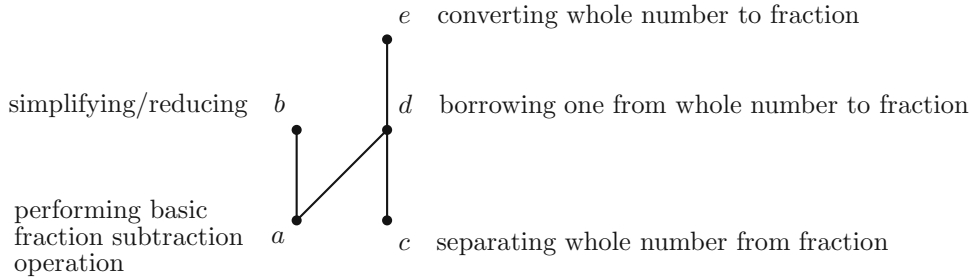 e converting whole number to fraction
simplifying/reducing b
d borrowing one from whole number to fraction
performing basic
fraction subtraction
operation
a
c separating whole number from fraction